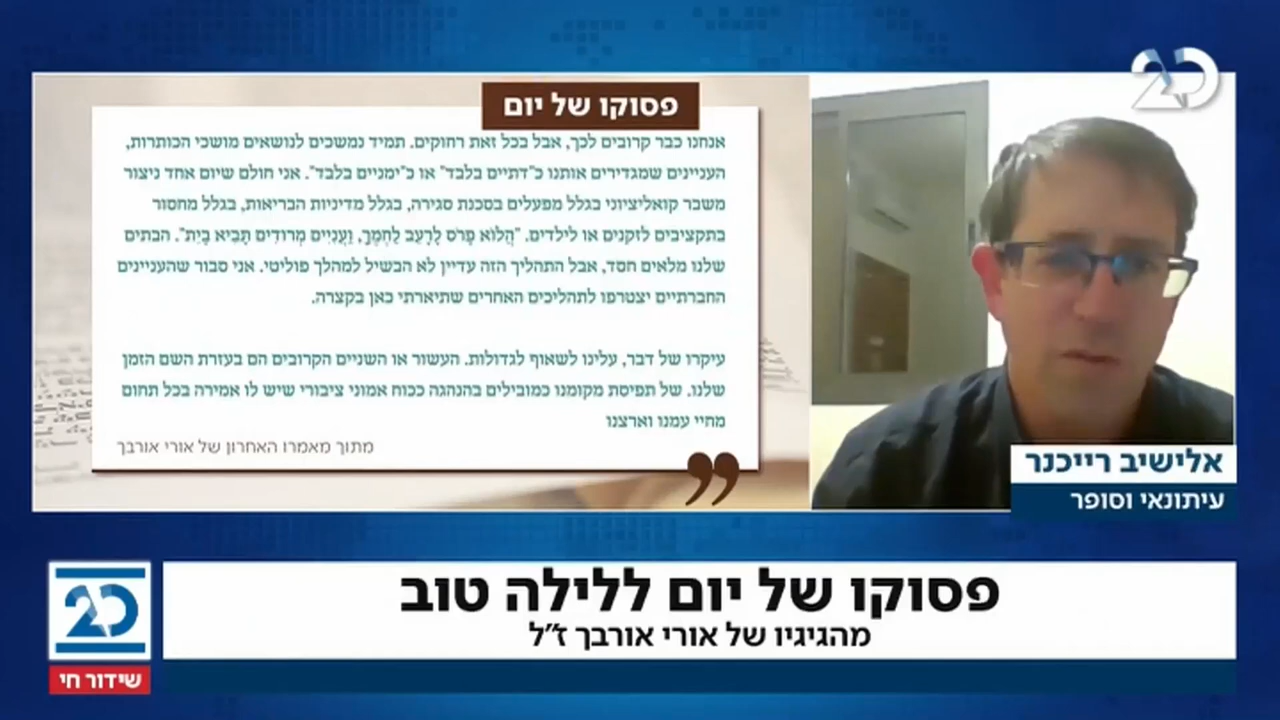 20
פסוקו של יום
אנחנו כבר קרובים לכך, אבל בכל זאת רחוקים. תמיד נמשכים לנושאים מושכי הכותרות,
העניינים שמגדירים אותנו כ"דתיים בלבד" או כ"ימניים בלבד". אני חולם שיום אחד ניצור
משבר קואליציוני בגלל מפעלים בסכנת סגירה, בגלל מדיניות הבריאות, בגלל מחסור
בתקציבים לזקנים או לילדים. "הֲלוֹא פָרֹס לָרָעֵב לַחְמֶךָ, וַעֲנִיִּים מְרוּדִים תָּבִיא בָיִת". הבתים
שלנו מלאים חסד, אבל התהליך הזה עדיין לא הבשיל למהלך פוליטי. אני סבור שהעניינים
החברתיים יצטרפו לתהליכים האחרים שתיארתי כאן בקצרה.
עיקרו של דבר, עלינו לשאוף לגדולות. העשור או השניים הקרובים הם בעזרת השם הזמן
שלנו. של תפיסת מקומנו כמובילים בהנהגה ככוח אמוני ציבורי שיש לו אמירה בכל תחום
מחיי עמנו וארצנו
מתוך מאמרו האחרון של אורי אורבך
אלישיב רייכנר
עיתונאי וסופר
פסוקו של יום ללילה טוב
מהגיגיו של אורי אורבך ז"ל
20
שידור חי